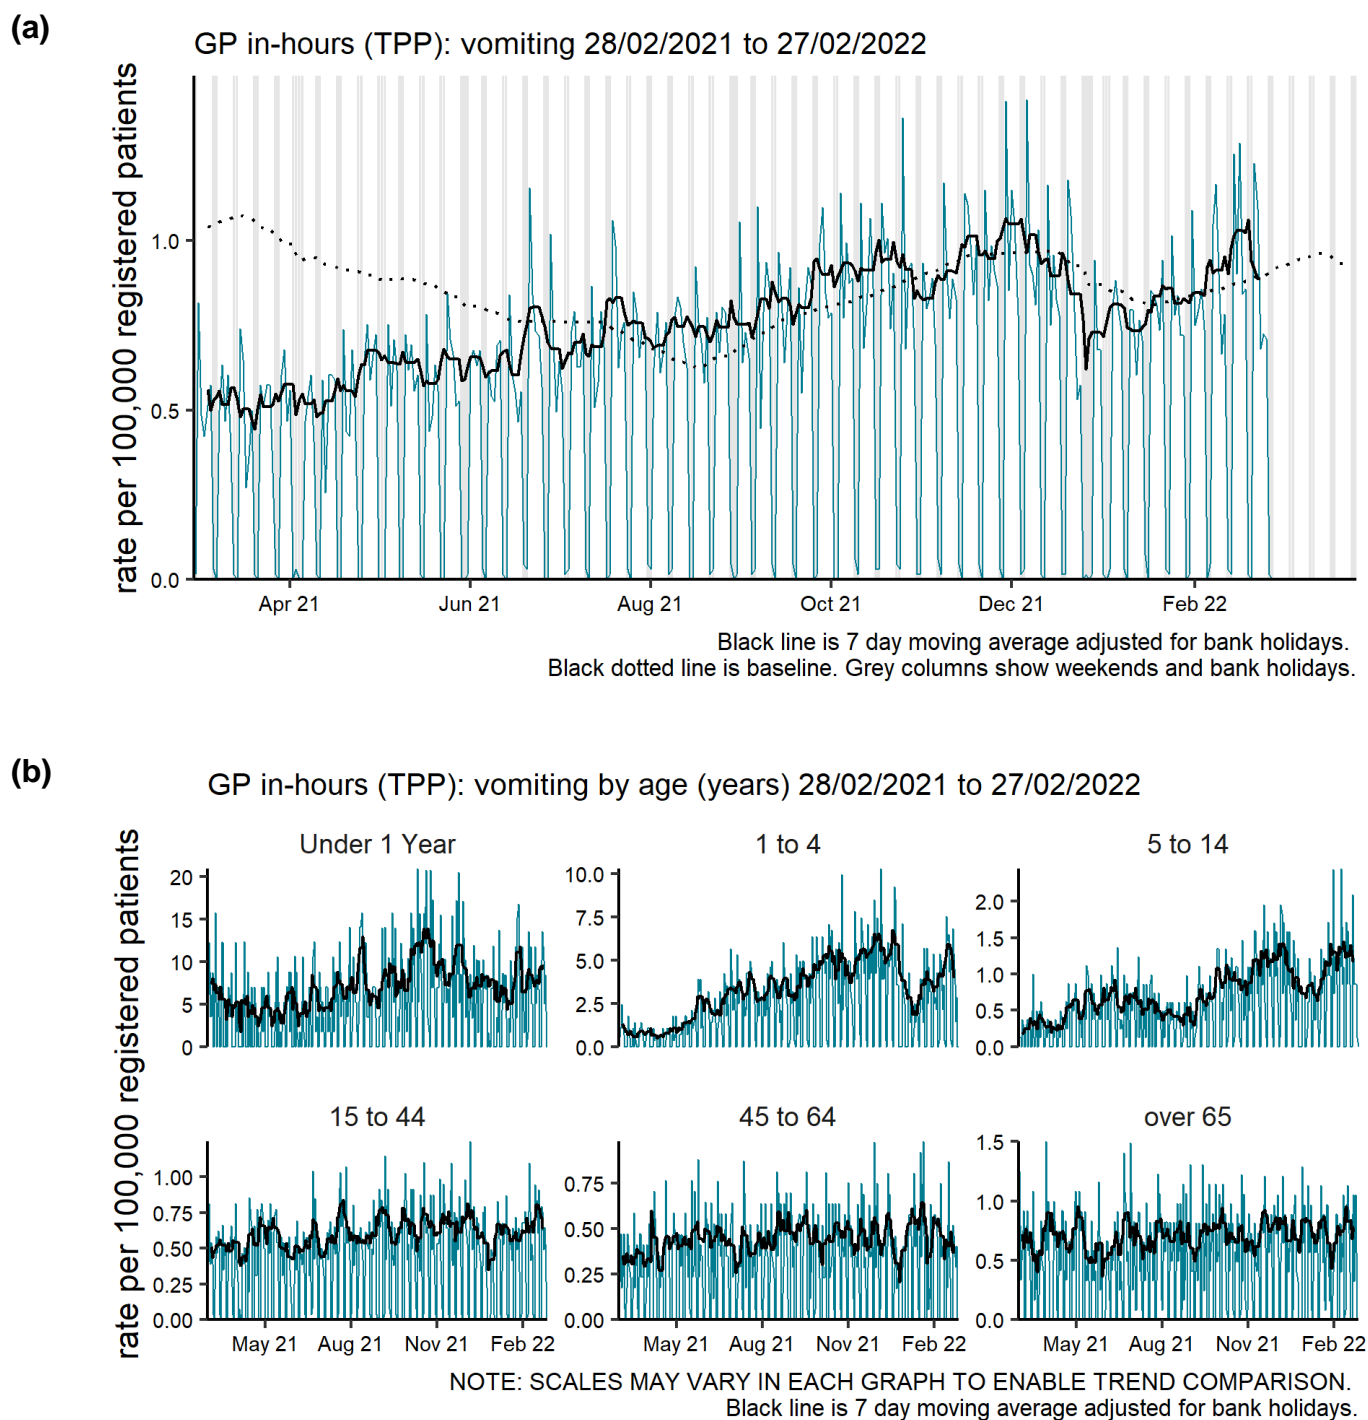 (a)
GP in-hours (TPP): vomiting 28/02/2021 to 27/02/2022
rate per 100,000 registered patients
1.0
0.5
0.0
Apr 21 Jun 21 Aug 21 Oct 21 Dec 21 Feb 22
Black line is 7 day moving average adjusted for bank holidays.
Black dotted line is baseline. Grey columns show weekends and bank holidays.
(b)
GP in-hours (TPP): vomiting by age (years) 28/02/2021 to 27/02/2022
rate per 100,000 registered patients
Under 1 Year
20
15
10
5
0
1 to 4
10.0
7.5
5.0
2.5
0.0
5 to 14
2.0
1.5
1.0
0.5
0.0
15 to 44
1.00
0.75
0.50
0.25
0.00
May 21 Aug 21 Nov 21 Feb 22
45 to 64
0.75
0.50
0.25
0.00
May 21 Aug 21 Nov 21 Feb 22
over 65
1.5
1.0
0.5
0.0
May 21 Aug 21 Nov 21 Feb 22
NOTE: SCALES MAY VARY IN EACH GRAPH TO ENABLE TREND COMPARISON.
Black line is 7 day moving average adjusted for bank holidays.